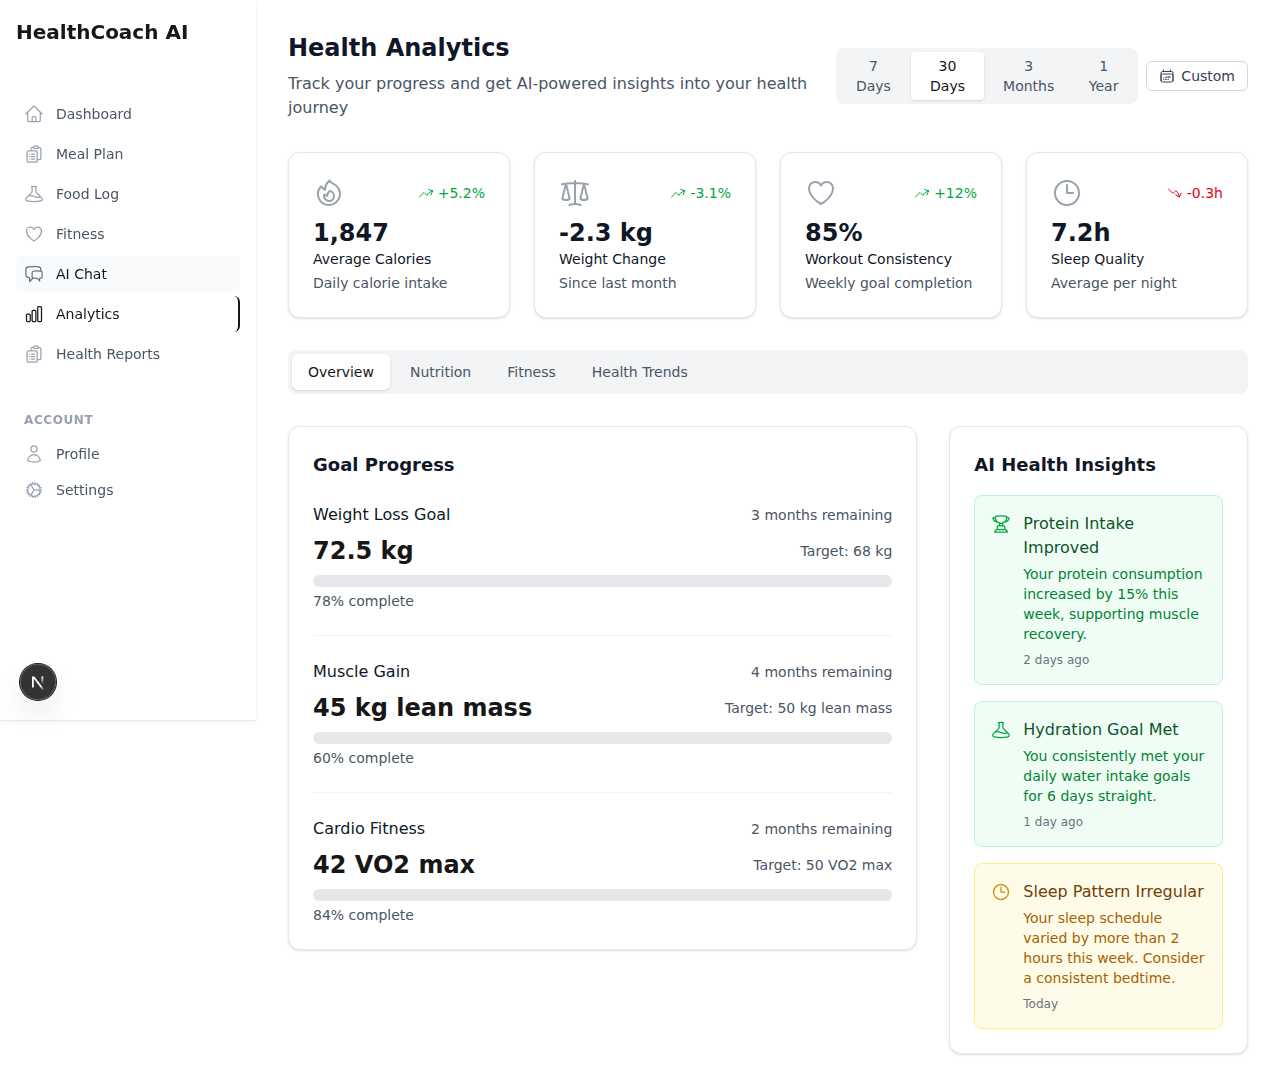 HealthCoach AI
Dashboard
Meal Plan
Food Log
Fitness
AI Chat
Analytics
Health Reports
ACCOUNT
Profile
Settings
N
Health Analytics
Track your progress and get AI-powered insights into your health
journey
7
Days
30
Days
3
Months
1
Year
Custom
+5.2%
1,847
Average Calories
Daily calorie intake
-3.1%
-2.3 kg
Weight Change
Since last month
+12%
85%
Workout Consistency
Weekly goal completion
-0.3h
7.2h
Sleep Quality
Average per night
Overview
Nutrition
Fitness
Health Trends
Goal Progress
Weight Loss Goal
3 months remaining
72.5 kg
Target: 68 kg
78% complete
Muscle Gain
4 months remaining
45 kg lean mass
Target: 50 kg lean mass
60% complete
Cardio Fitness
2 months remaining
42 VO2 max
Target: 50 VO2 max
84% complete
AI Health Insights
Protein Intake
Improved
Your protein consumption
increased by 15% this
week, supporting muscle
recovery.
2 days ago
Hydration Goal Met
You consistently met your
daily water intake goals
for 6 days straight.
1 day ago
Sleep Pattern Irregular
Your sleep schedule
varied by more than 2
hours this week. Consider
a consistent bedtime.
Today